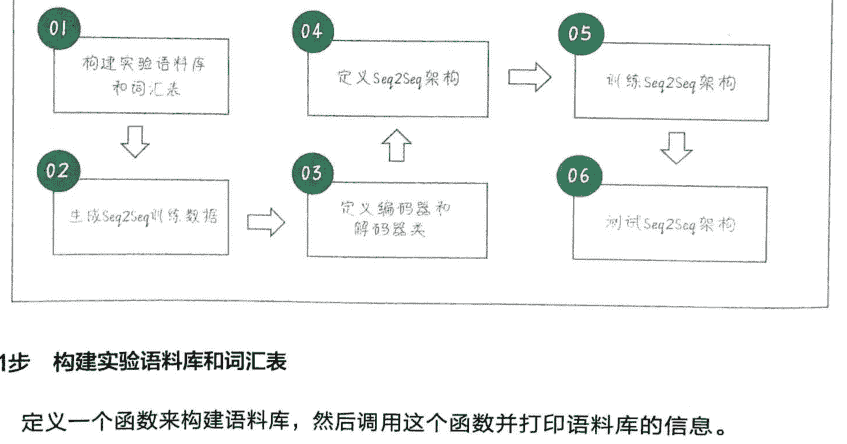 01
构建实验语料库
和词汇表
02
生成Seq2Seq训练数据
03
定义编码器和
解码器类
04
定义Seq2Seq架构
05
训练Seq2Seq架构
06
测试Seq2Seq架构
1步 构建实验语料库和词汇表
定义一个函数来构建语料库，然后调用这个函数并打印语料库的信息。